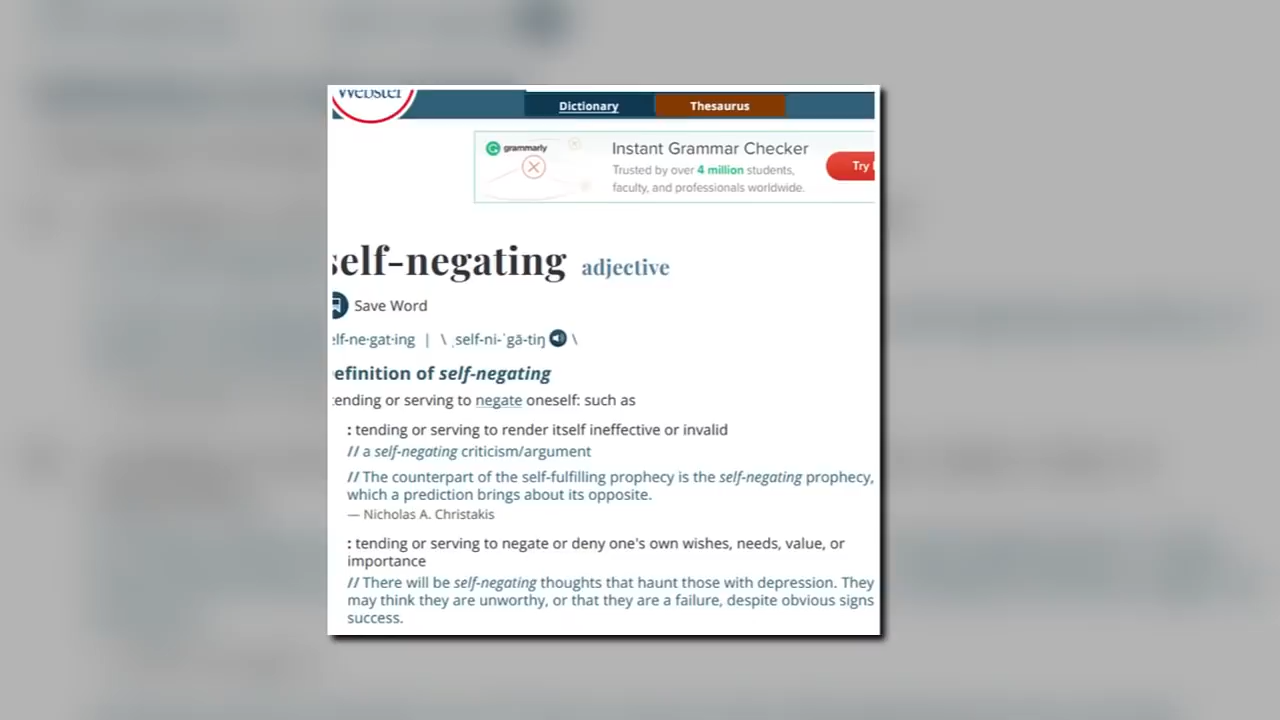 Webster
Dictionary Thesaurus
grammarly
Instant Grammar Checker
Trusted by over 4 million students,
faculty, and professionals worldwide.
Try
self-negating adjective
Save Word
elf-ne·gat·ing | \ ˌself-ni-ˈgā-tiŋ \
efinition of self-negating
tending or serving to negate oneself: such as
: tending or serving to render itself ineffective or invalid
// a self-negating criticism/argument
// The counterpart of the self-fulfilling prophecy is the self-negating prophecy,
which a prediction brings about its opposite.
— Nicholas A. Christakis
: tending or serving to negate or deny one's own wishes, needs, value, or
importance
// There will be self-negating thoughts that haunt those with depression. They
may think they are unworthy, or that they are a failure, despite obvious signs
success.